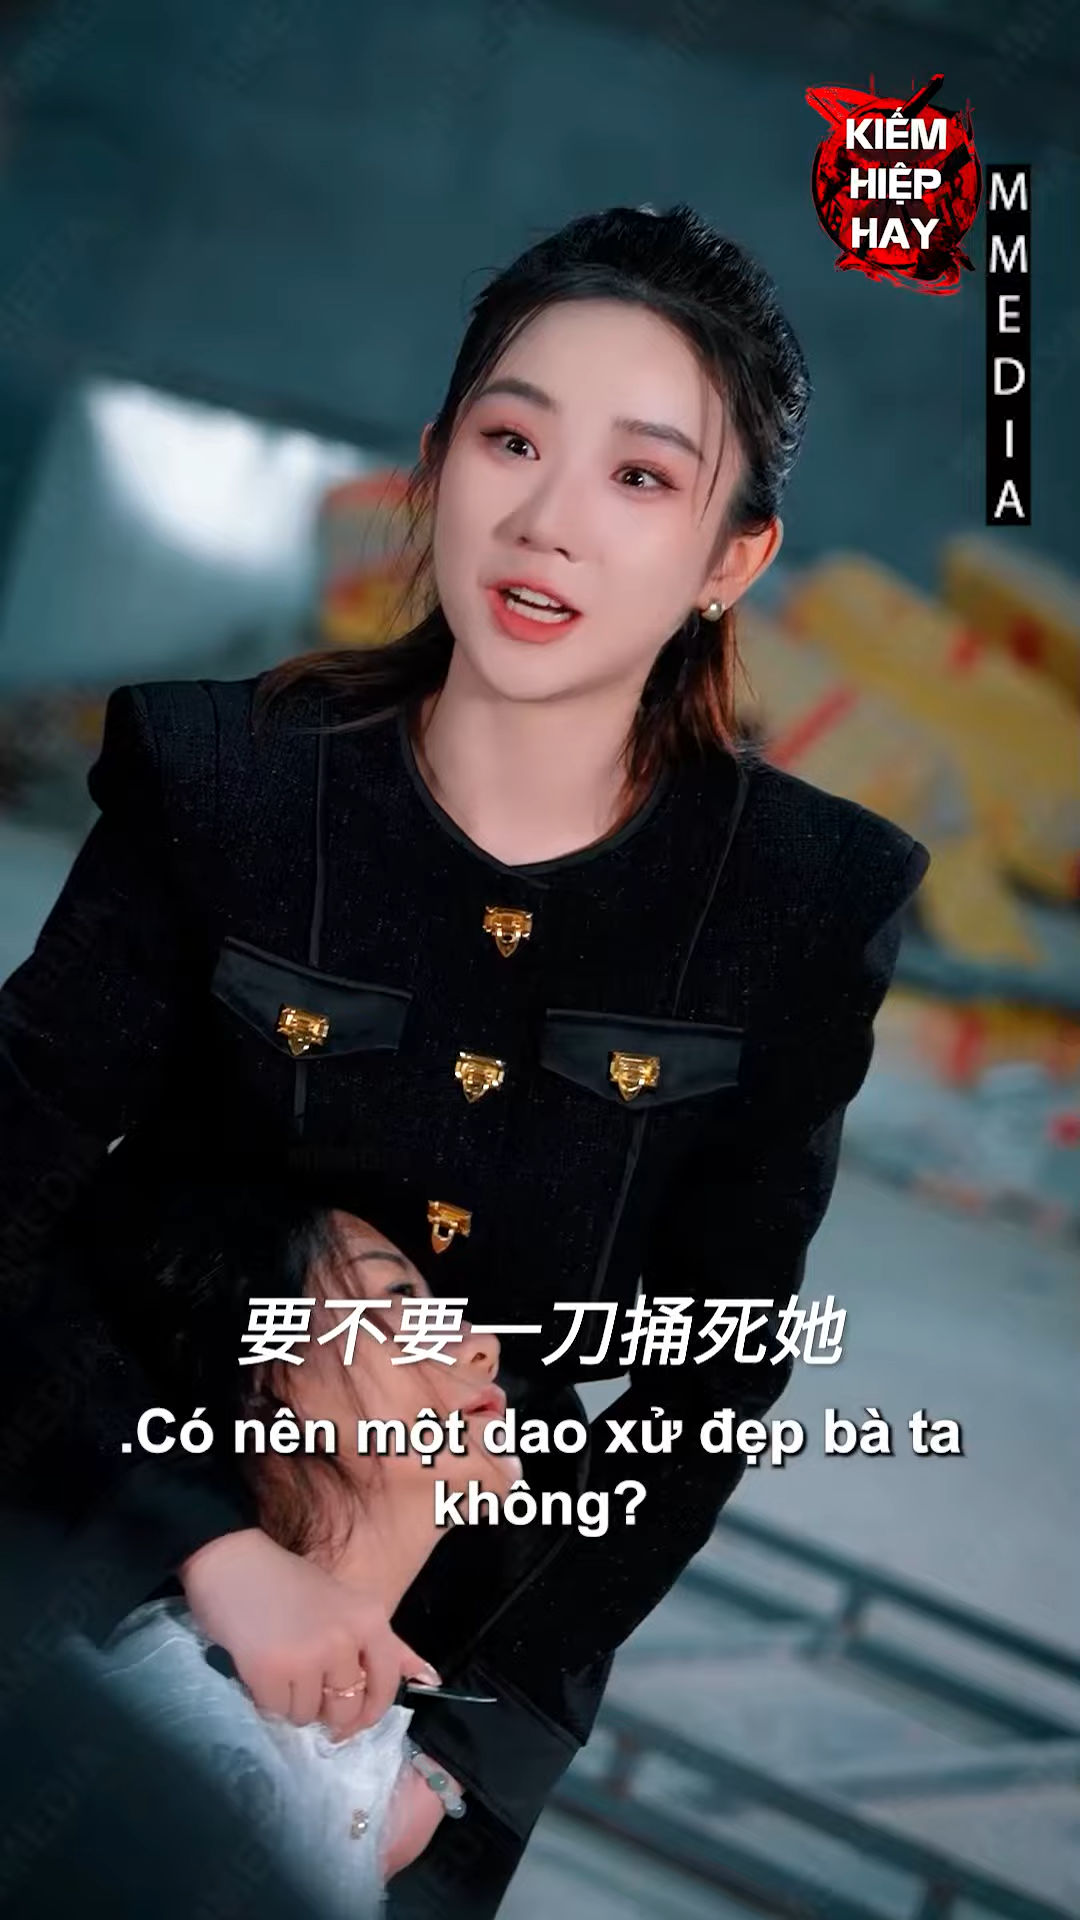 KIẾM
HIỆP
HAY
MMEDIA
要不要一刀捅死她
.Có nên một dao xử đẹp bà ta
không?